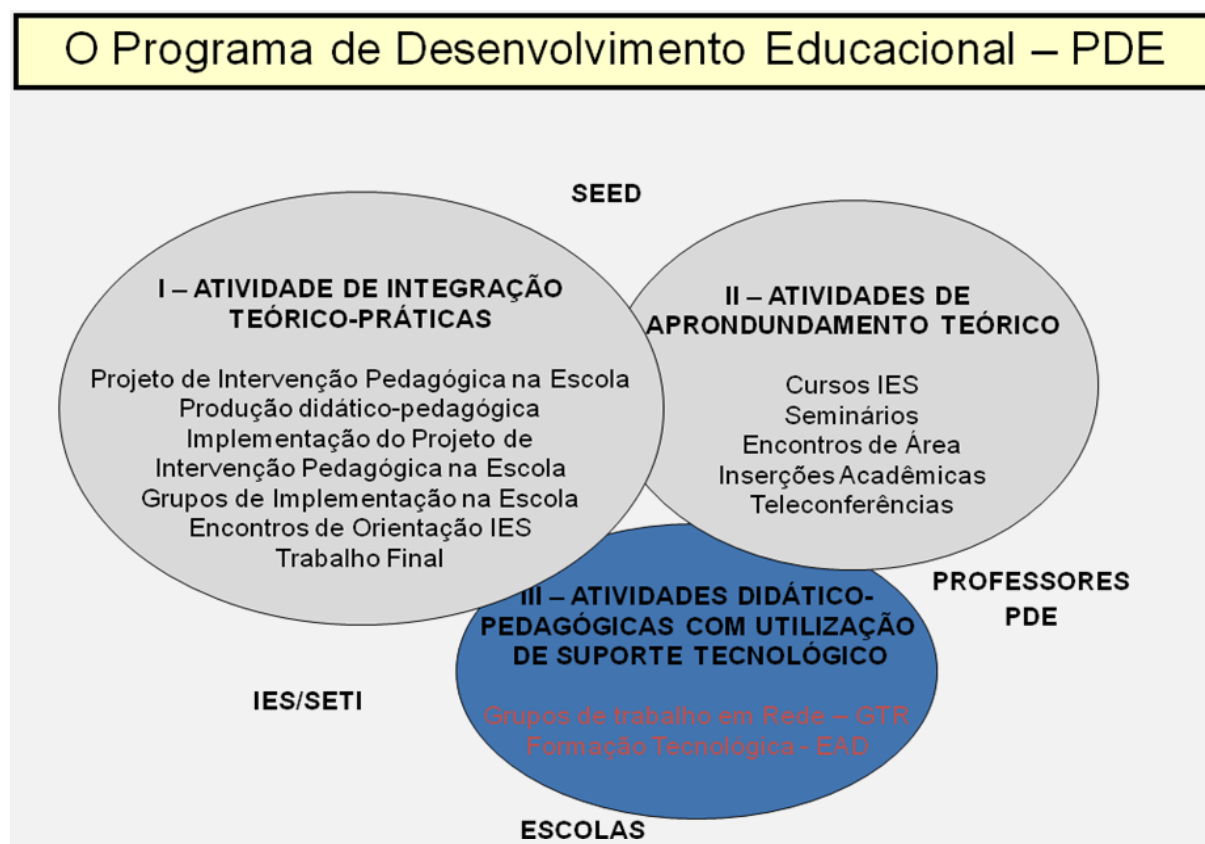 O Programa de Desenvolvimento Educacional – PDE
SEED
I – ATIVIDADE DE INTEGRAÇÃO
TEÓRICO-PRÁTICAS
Projeto de Intervenção Pedagógica na Escola
Produção didático-pedagógica
Implementação do Projeto de
Intervenção Pedagógica na Escola
Grupos de Implementação na Escola
Encontros de Orientação IES
Trabalho Final
II – ATIVIDADES DE
APRONDUNDAMENTO TEÓRICO
Cursos IES
Seminários
Encontros de Área
Inserções Acadêmicas
Teleconferências
PROFESSORES
PDE
III – ATIVIDADES DIDÁTICO-
PEDAGÓGICAS COM UTILIZAÇÃO
DE SUPORTE TECNOLÓGICO
Grupos de trabalho em Rede – GTR
Formação Tecnológica - EAD
IES/SETI
ESCOLAS